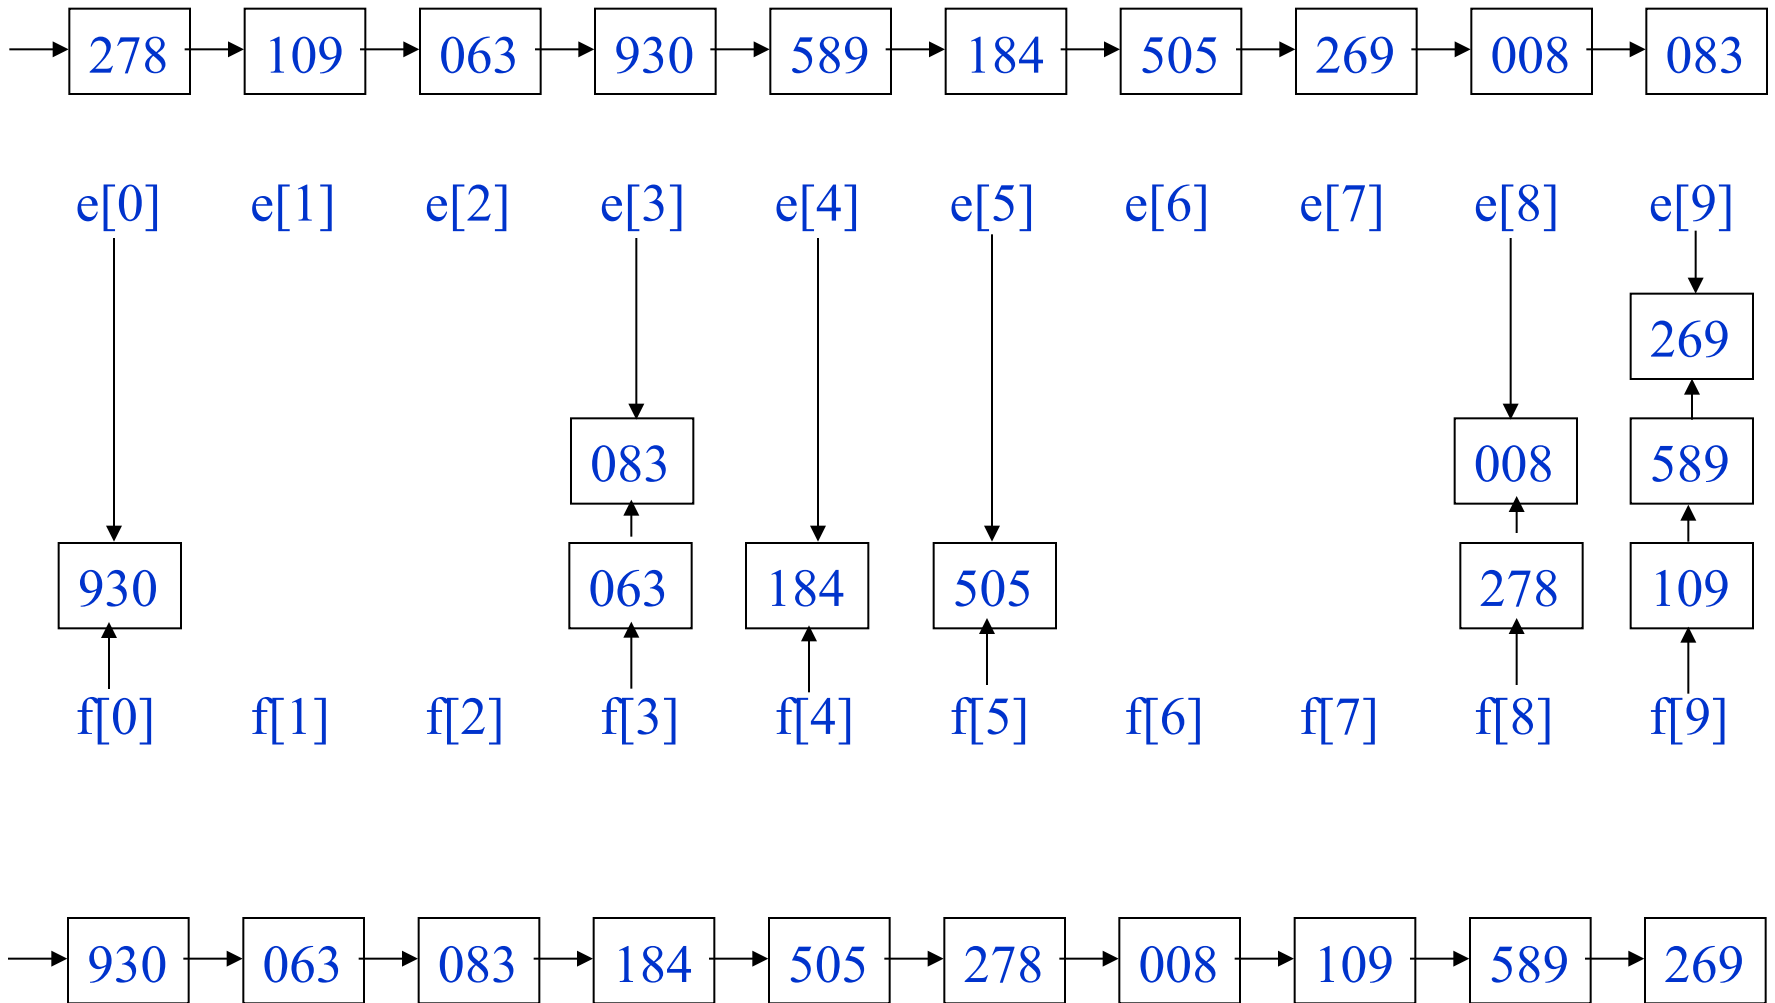 278 109 063 930 589 184 505 269 008 083
e[0] e[1] e[2] e[3] e[4] e[5] e[6] e[7] e[8] e[9]
269
083 008 589
930 063 184 505 278 109
f[0] f[1] f[2] f[3] f[4] f[5] f[6] f[7] f[8] f[9]
930 063 083 184 505 278 008 109 589 269